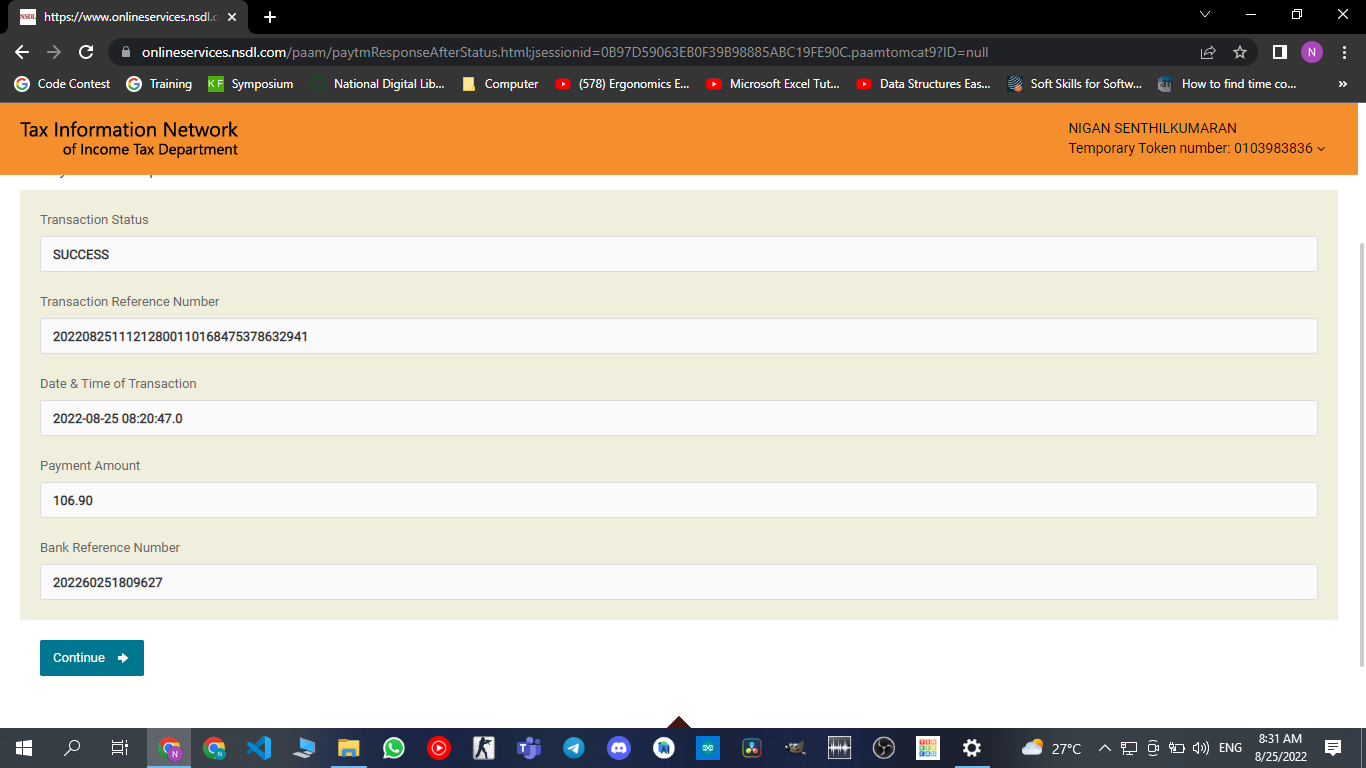 https://www.onlineservices.nsdl.c
onlineservices.nsdl.com/paam/paytmResponseAfterStatus.html;jsessionid=0B97D59063EB0F39B98885ABC19FE90C.paamtomcat9?ID=null
N
Code Contest
Training
KF Symposium
National Digital Lib...
Computer
(578) Ergonomics E...
Microsoft Excel Tut...
Data Structures Eas...
Soft Skills for Softw...
How to find time co...
»
Tax Information Network
of Income Tax Department
NIGAN SENTHILKUMARAN
Temporary Token number: 0103983836
Transaction Status
SUCCESS
Transaction Reference Number
20220825111212800110168475378632941
Date & Time of Transaction
2022-08-25 08:20:47.0
Payment Amount
106.90
Bank Reference Number
202260251809627
Continue
27°C
ENG
8:31 AM
8/25/2022